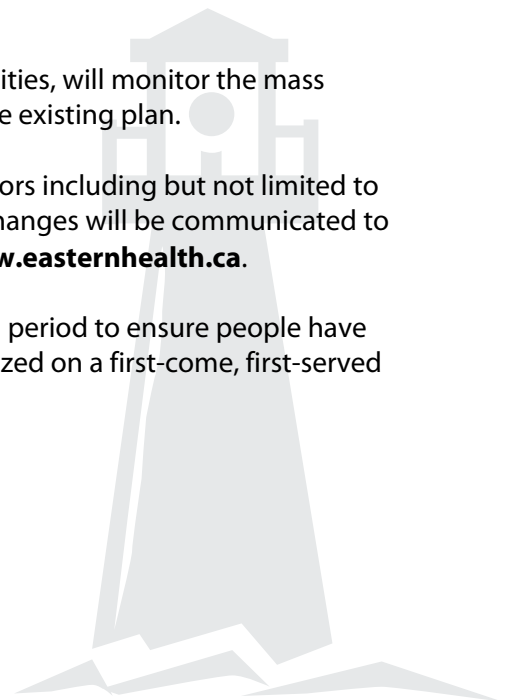 ities, will monitor the mass
e existing plan.
ors including but not limited to
hanges will be communicated to
w.easternhealth.ca.
period to ensure people have
zed on a first-come, first-served